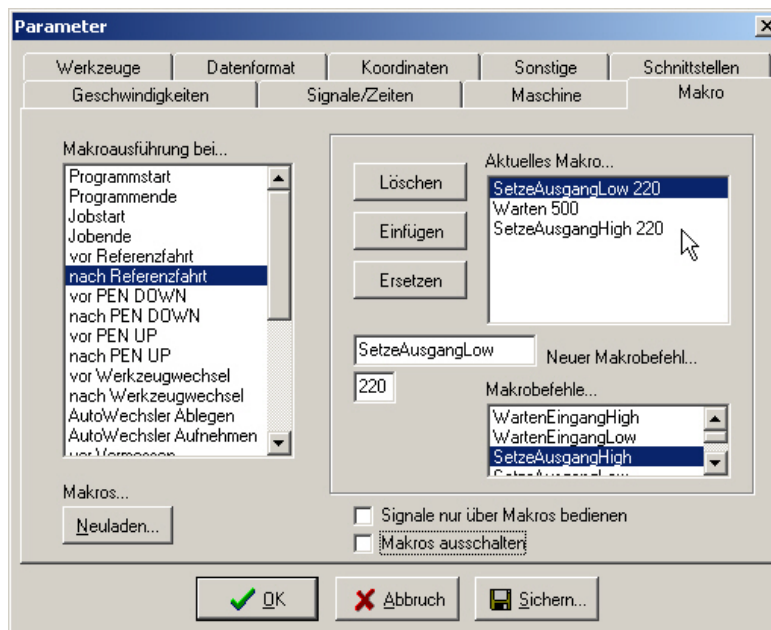 Parameter
Werkzeuge
Datenformat
Koordinaten
Sonstige
Schnittstellen
Geschwindigkeiten
Signale/Zeiten
Maschine
Makro
Makroausführung bei...
Programmstart
Programmende
Jobstart
Jobende
vor Referenzfahrt
nach Referenzfahrt
vor PEN DOWN
nach PEN DOWN
vor PEN UP
nach PEN UP
vor Werkzeugwechsel
nach Werkzeugwechsel
AutoWechsler Ablegen
AutoWechsler Aufnehmen
vor Vermessen
Makros...
Neuladen...
Löschen
Einfügen
Ersetzen
Aktuelles Makro...
SetzeAusgangLow 220
Warten 500
SetzeAusgangHigh 220
SetzeAusgangLow
Neuer Makrobefehl...
220
Makrobefehle...
WartenEingangHigh
WartenEingangLow
SetzeAusgangHigh
SetzeAusgangLow
Signale nur über Makros bedienen
Makros ausschalten
OK
Abbruch
Sichern...